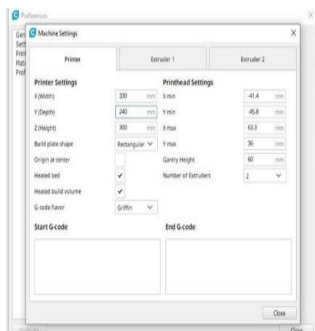 Preferences
Machine Settings
Printer
Extruder 1
Extruder 2
Printer Settings
X (Width) 330 mm
Y (Depth) 240 mm
Z (Height) 300 mm
Build plate shape Rectangular
Origin at center
Heated bed
Heated build volume
G-code flavor Griffin
Printhead Settings
X min -41.4 mm
Y min -45.8 mm
X max 63.3 mm
Y max 36 mm
Gantry Height 60 mm
Number of Extruders 2
Start G-code
End G-code
Close